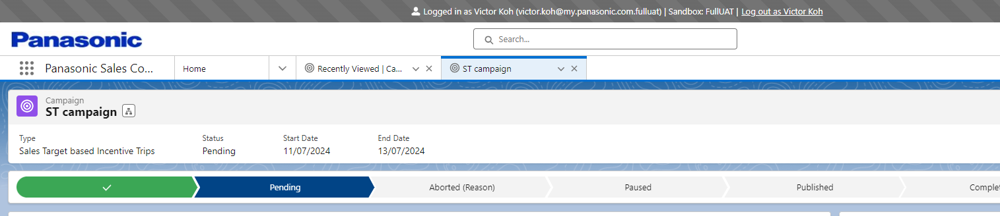 Logged in as Victor Koh (victor.koh@my.panasonic.com.fulluat) | Sandbox: FullUAT | Log out as Victor Koh
Panasonic
Search...
Panasonic Sales Co... Home Recently Viewed | Ca... ST campaign
Campaign
ST campaign
Type Status Start Date End Date
Sales Target based Incentive Trips Pending 11/07/2024 13/07/2024
Pending Aborted (Reason) Paused Published Complet